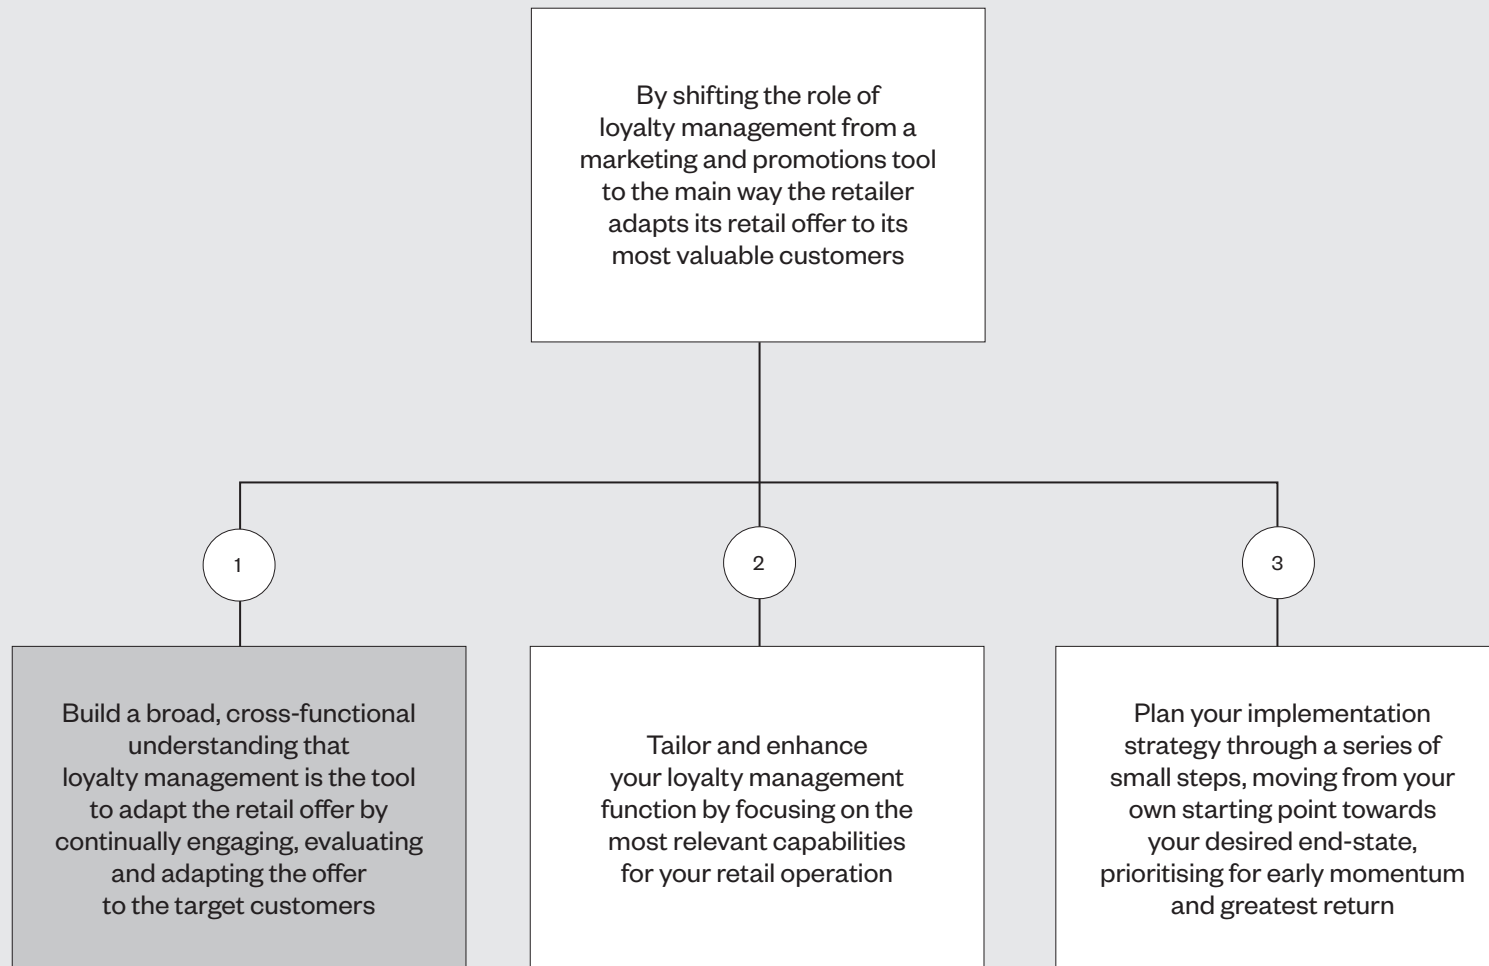 By shifting the role of
loyalty management from a
marketing and promotions tool
to the main way the retailer
adapts its retail offer to its
most valuable customers
1
2
3
Build a broad, cross-functional
understanding that
loyalty management is the tool
to adapt the retail offer by
continually engaging, evaluating
and adapting the offer
to the target customers
Tailor and enhance
your loyalty management
function by focusing on the
most relevant capabilities
for your retail operation
Plan your implementation
strategy through a series of
small steps, moving from your
own starting point towards
your desired end-state,
prioritising for early momentum
and greatest return